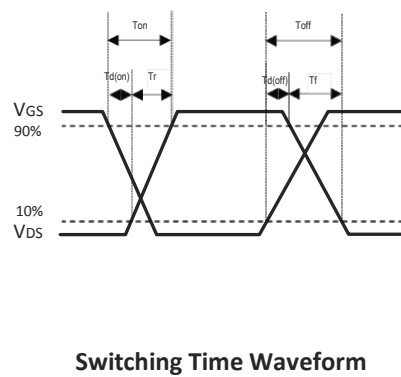 Ton
Toff
Td(on)
Tr
Td(off)
Tf
VGS
90%
10%
VDS
Switching Time Waveform